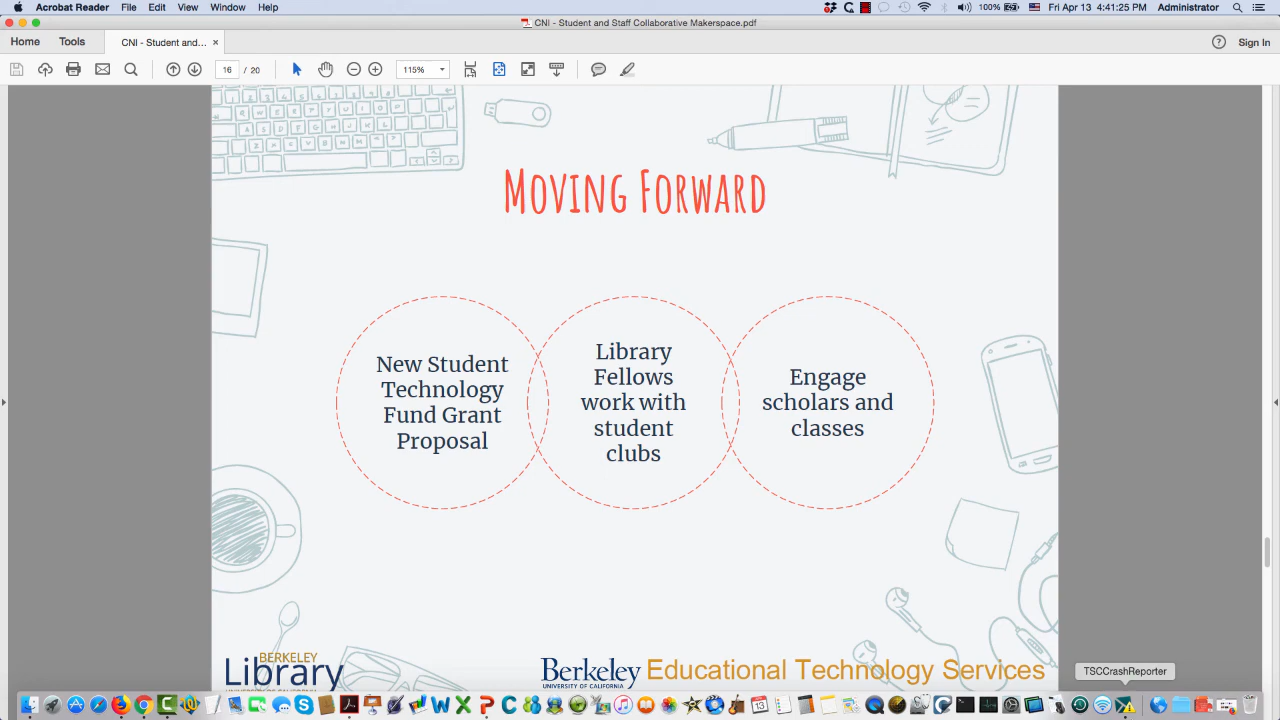 Acrobat Reader File Edit View Window Help 100% Fri Apr 13 4:41:25 PM Administrator
CNI - Student and Staff Collaborative Makerspace.pdf
Home Tools CNI - Student and... × Sign In
16 / 20 115%
Moving Forward
New Student
Technology
Fund Grant
Proposal
Library
Fellows
work with
student
clubs
Engage
scholars and
classes
BERKELEY
Library
Berkeley Educational Technology Services
UNIVERSITY OF CALIFORNIA
TSCCrashReporter